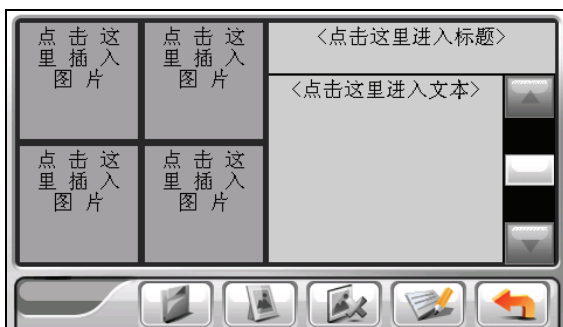 点 击 这
里 插 入
图 片
点 击 这
里 插 入
图 片
<点击这里进入标题>
<点击这里进入文本>
点 击 这
里 插 入
图 片
点 击 这
里 插 入
图 片